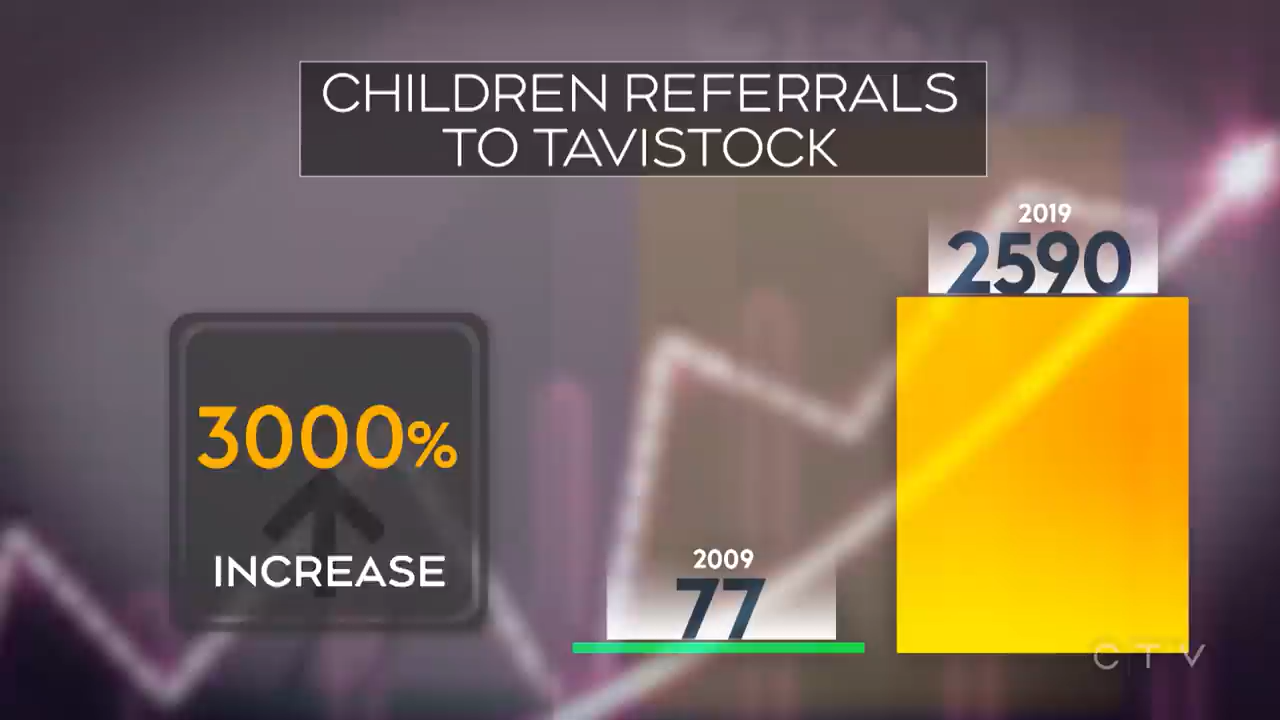 CHILDREN REFERRALS
TO TAVISTOCK
2019
2590
3000%
INCREASE
2009
77
CTV